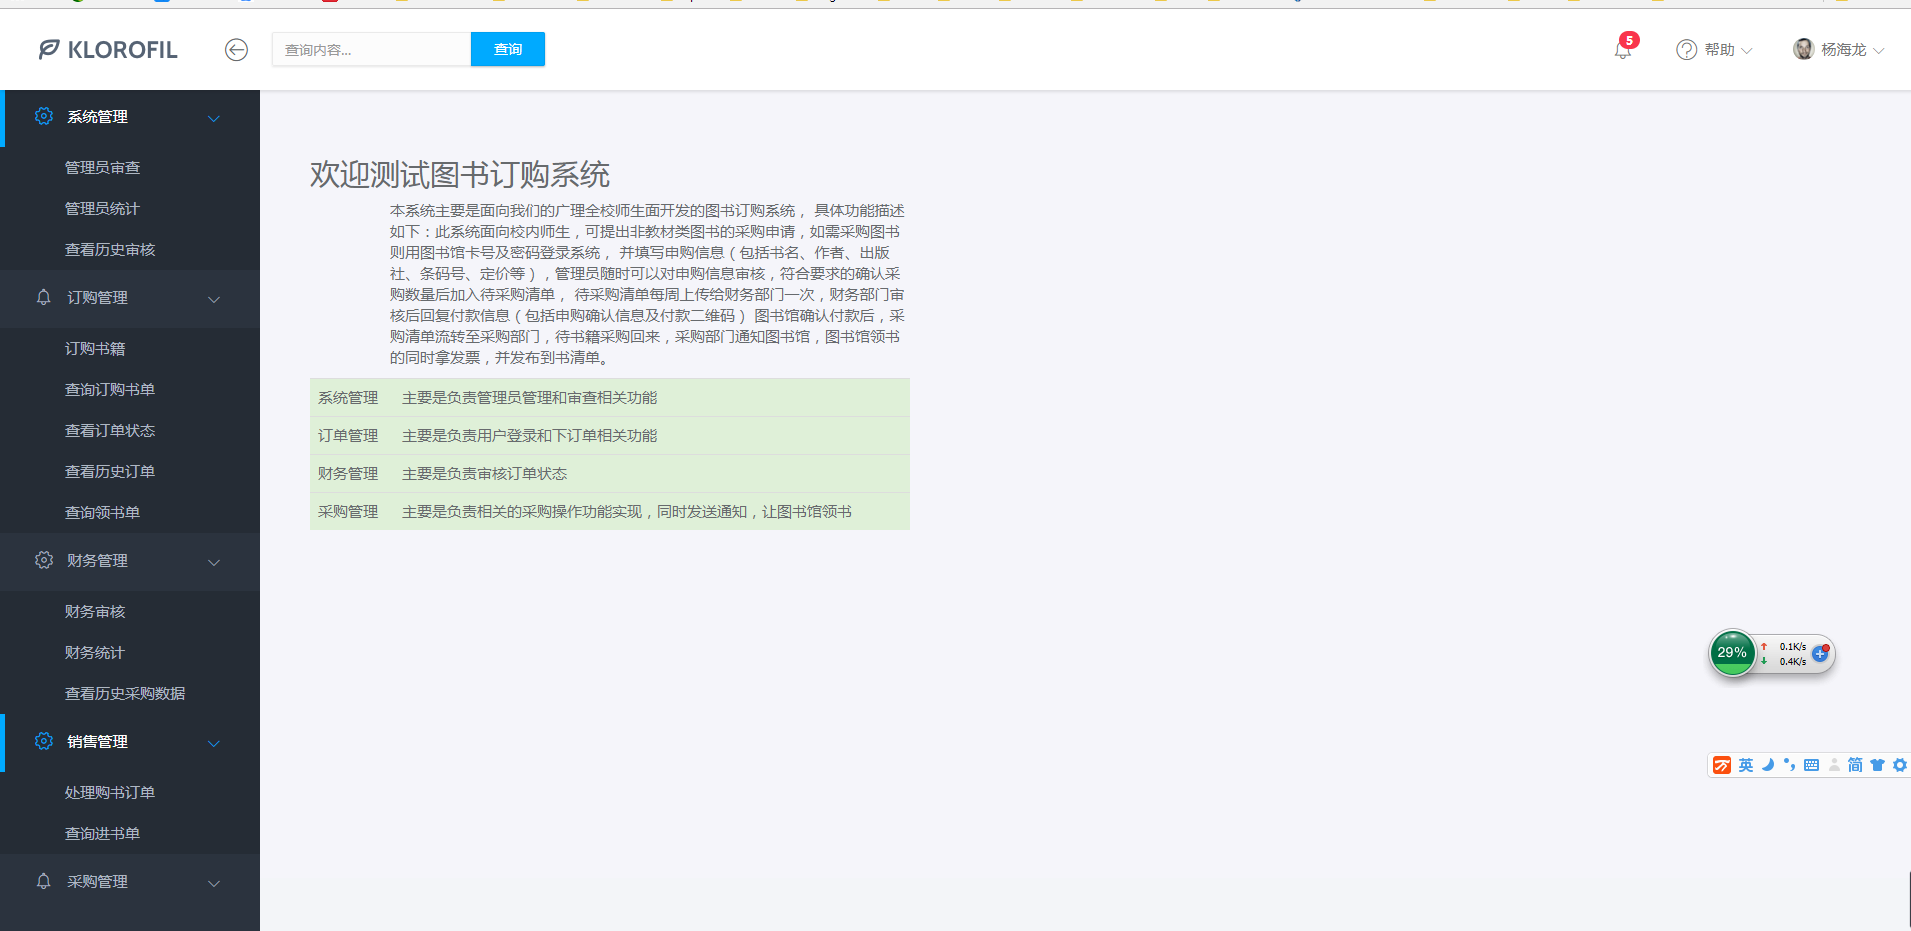 KLOROFIL
查询内容...
查询
5
帮助
杨海龙
系统管理
管理员审查
管理员统计
查看历史审核
订购管理
订购书籍
查询订购书单
查看订单状态
查看历史订单
查询领书单
财务管理
财务审核
财务统计
查看历史采购数据
销售管理
处理购书订单
查询进书单
采购管理
欢迎测试图书订购系统
本系统主要是面向我们的广理全校师生面开发的图书订购系统， 具体功能描述
如下：此系统面向校内师生，可提出非教材类图书的采购申请，如需采购图书
则用图书馆卡号及密码登录系统， 并填写申购信息（包括书名、作者、出版
社、条码号、定价等），管理员随时可以对申购信息审核，符合要求的确认采
购数量后加入待采购清单， 待采购清单每周上传给财务部门一次，财务部门审
核后回复付款信息（包括申购确认信息及付款二维码） 图书馆确认付款后，采
购清单流转至采购部门，待书籍采购回来，采购部门通知图书馆，图书馆领书
的同时拿发票，并发布到书清单。
系统管理 主要是负责管理员管理和审查相关功能
订单管理 主要是负责用户登录和下订单相关功能
财务管理 主要是负责审核订单状态
采购管理 主要是负责相关的采购操作功能实现，同时发送通知，让图书馆领书
29%
0.1K/s
0.4K/s
英
简